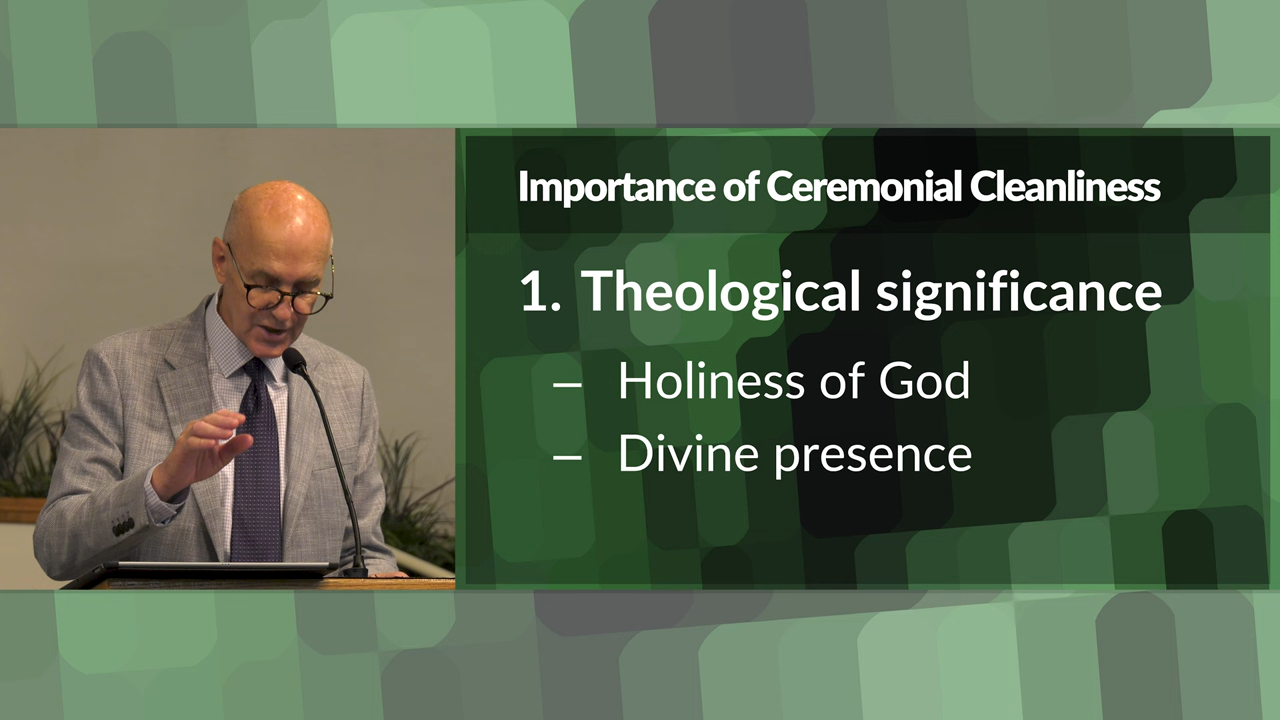 Importance of Ceremonial Cleanliness
1. Theological significance
– Holiness of God
– Divine presence